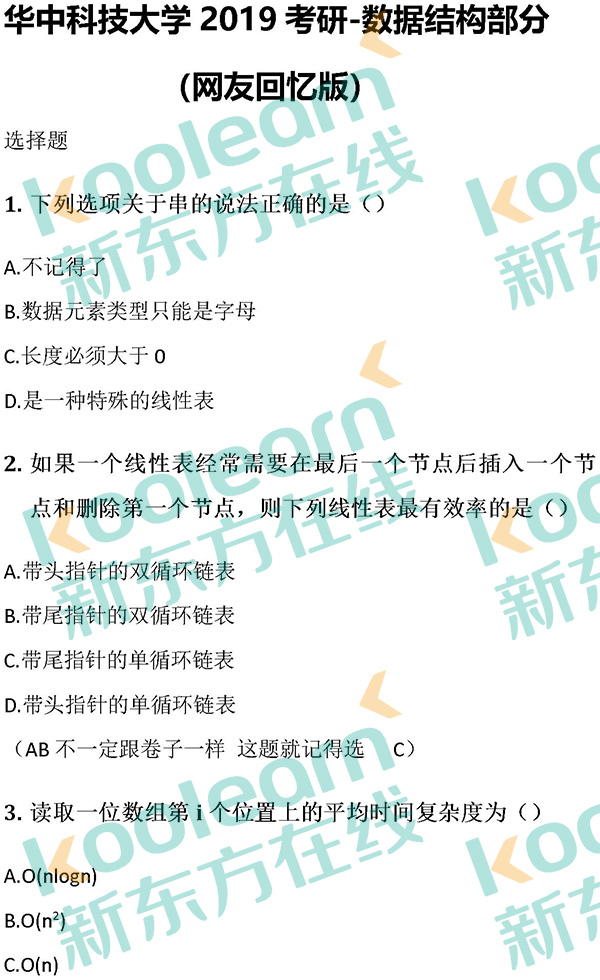 华中科技大学 2019 考研-数据结构部分
（网友回忆版）
选择题
1. 下列选项关于串的说法正确的是（）
A.不记得了
B.数据元素类型只能是字母
C.长度必须大于 0
D.是一种特殊的线性表
2. 如果一个线性表经常需要在最后一个节点后插入一个节
点和删除第一个节点，则下列线性表最有效率的是（）
A.带头指针的双循环链表
B.带尾指针的双循环链表
C.带尾指针的单循环链表
D.带头指针的单循环链表
（AB 不一定跟卷子一样 这题就记得选 C）
3. 读取一位数组第 i 个位置上的平均时间复杂度为（）
A.O(nlogn)
B.O(n²)
C.O(n)
koolearn
新东方在线
koo
新东方
koolearn
新东方在线
koo
新东方
koolearn
新东方在线
koo
新东方